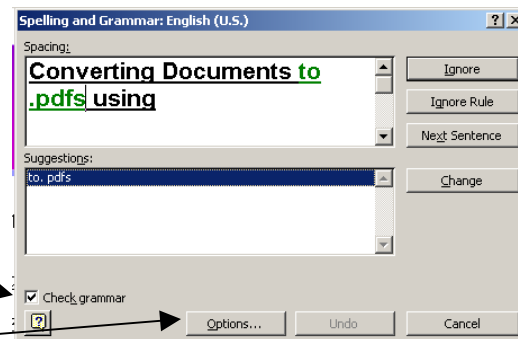 Spelling and Grammar: English (U.S.)
Spacing:
Converting Documents to
.pdfs using
Ignore
Ignore Rule
Next Sentence
Suggestions:
to. pdfs
Change
Check grammar
Options...
Undo
Cancel